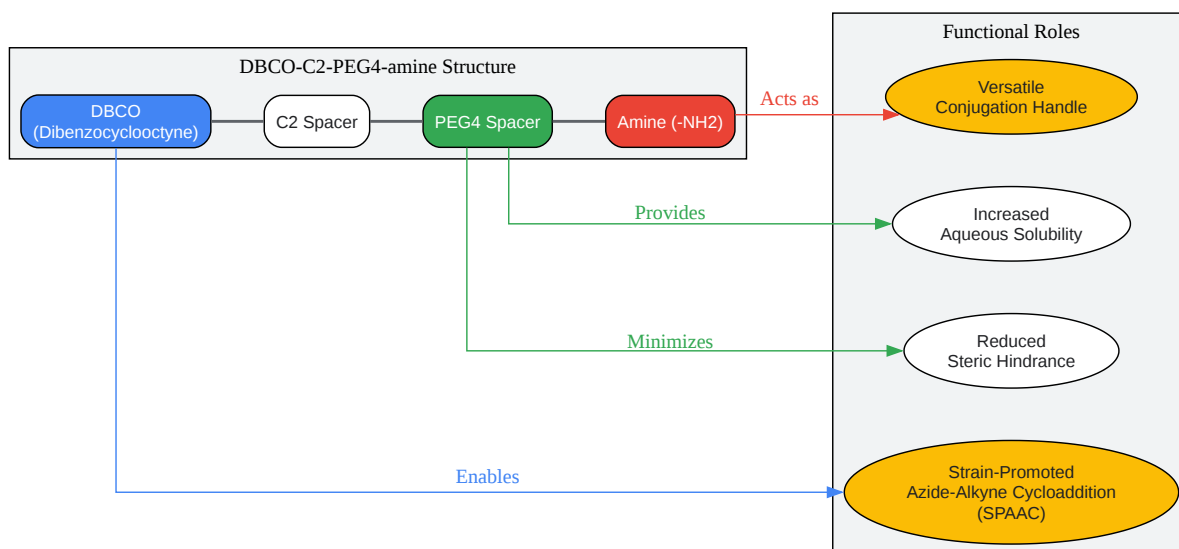 DBCO-C2-PEG4-amine Structure
DBCO
(Dibenzocyclooctyne)
C2 Spacer
PEG4 Spacer
Amine (-NH2)
Acts as
Provides
Minimizes
Enables
Functional Roles
Versatile
Conjugation Handle
Increased
Aqueous Solubility
Reduced
Steric Hindrance
Strain-Promoted
Azide-Alkyne Cycloaddition
(SPAAC)